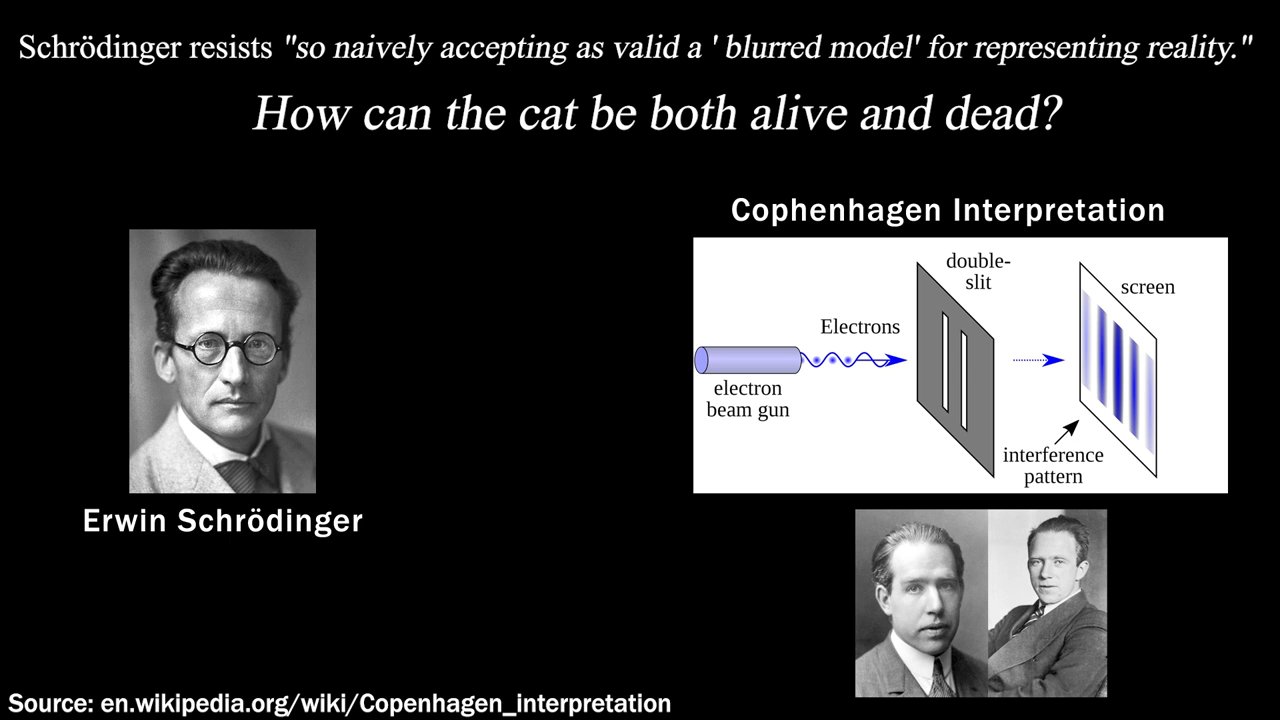 Schrödinger resists "so naively accepting as valid a ' blurred model' for representing reality."
How can the cat be both alive and dead?
Cophenhagen Interpretation
double-
slit
screen
Electrons
electron
beam gun
interference
pattern
Erwin Schrödinger
Source: en.wikipedia.org/wiki/Copenhagen_interpretation